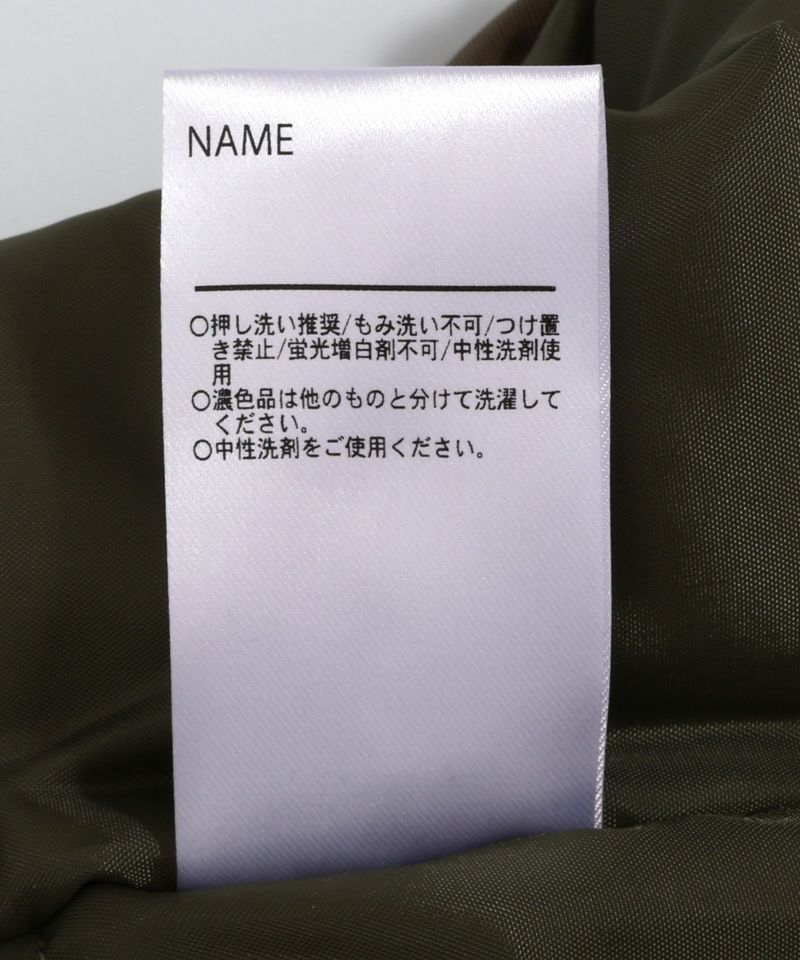 NAME
○押し洗い推奨/もみ洗い不可/つけ置
き禁止/蛍光増白剤不可/中性洗剤使
用
○濃色品は他のものと分けて洗濯して
ください。
○中性洗剤をご使用ください。